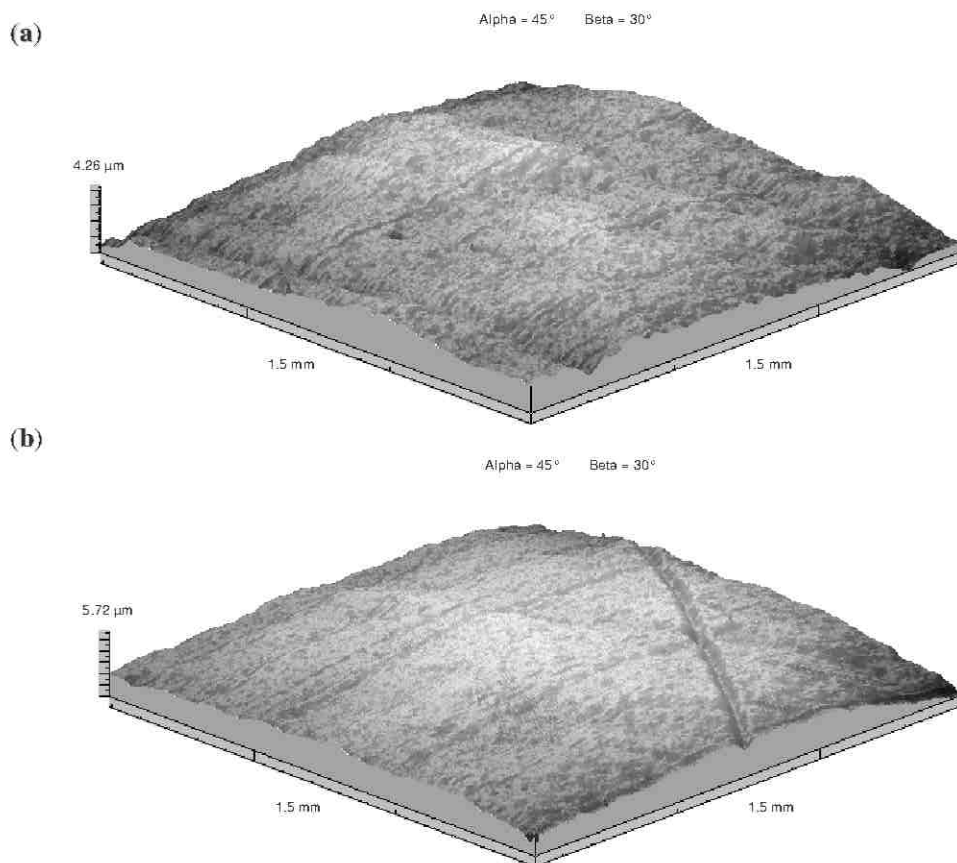 (a)
Alpha = 45° Beta = 30°
4.26 µm
1.5 mm
1.5 mm
(b)
Alpha = 45° Beta = 30°
5.72 µm
1.5 mm
1.5 mm